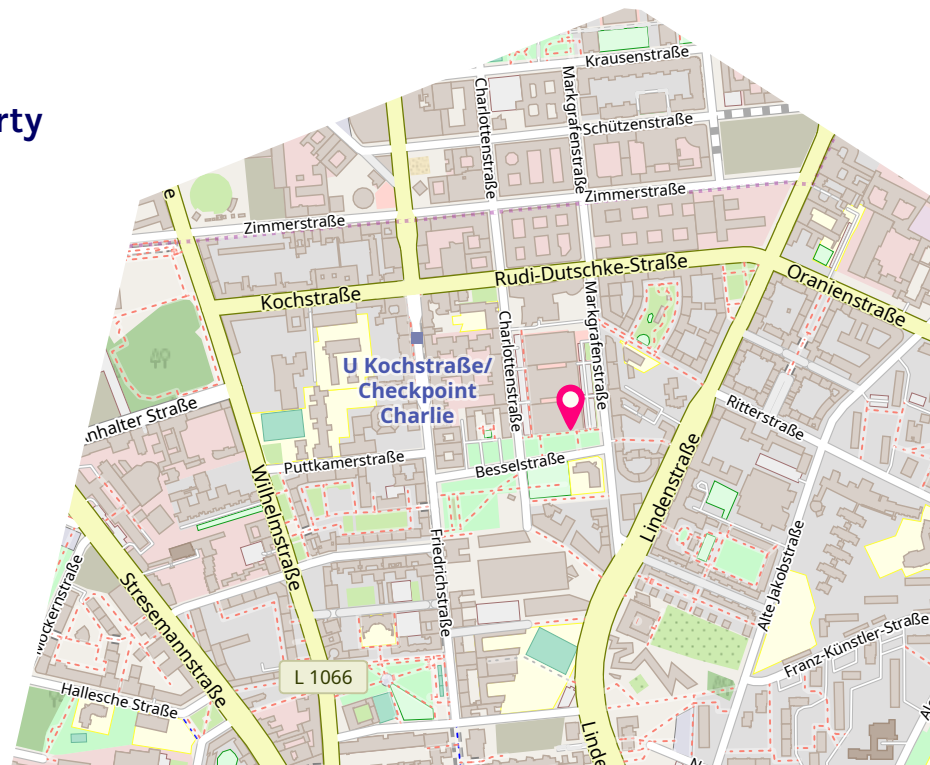 rty
Krausenstraße
Charlottenstraße
Markgrafenstraße
Schützenstraße
Zimmerstraße
Zimmerstraße
e
Rudi-Dutschke-Straße
Oranienstraße
Kochstraße
Markgrafenstraße
Charlottenstraße
U Kochstraße/
Checkpoint
Charlie
nhalter Straße
Ritterstraße
Puttkamerstraße
Besselstraße
Wilhelmstraße
Lindenstraße
Friedrichstraße
Alte Jakobstraße
Möckernstraße
Stresemannstraße
Franz-Künstler-Straße
L 1066
Hallesche Straße
Linde